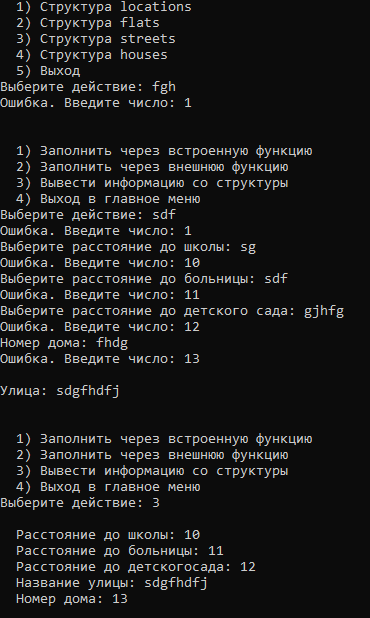 1) Структура locations
2) Структура flats
3) Структура streets
4) Структура houses
5) Выход
Выберите действие: fgh
Ошибка. Введите число: 1
1) Заполнить через встроенную функцию
2) Заполнить через внешнюю функцию
3) Вывести информацию со структуры
4) Выход в главное меню
Выберите действие: sdf
Ошибка. Введите число: 1
Выберите расстояние до школы: sg
Ошибка. Введите число: 10
Выберите расстояние до больницы: sdf
Ошибка. Введите число: 11
Выберите расстояние до детского сада: gjhfg
Ошибка. Введите число: 12
Номер дома: fhdg
Ошибка. Введите число: 13
Улица: sdgfhdfj
1) Заполнить через встроенную функцию
2) Заполнить через внешнюю функцию
3) Вывести информацию со структуры
4) Выход в главное меню
Выберите действие: 3
Расстояние до школы: 10
Расстояние до больницы: 11
Расстояние до детскогосада: 12
Название улицы: sdgfhdfj
Номер дома: 13